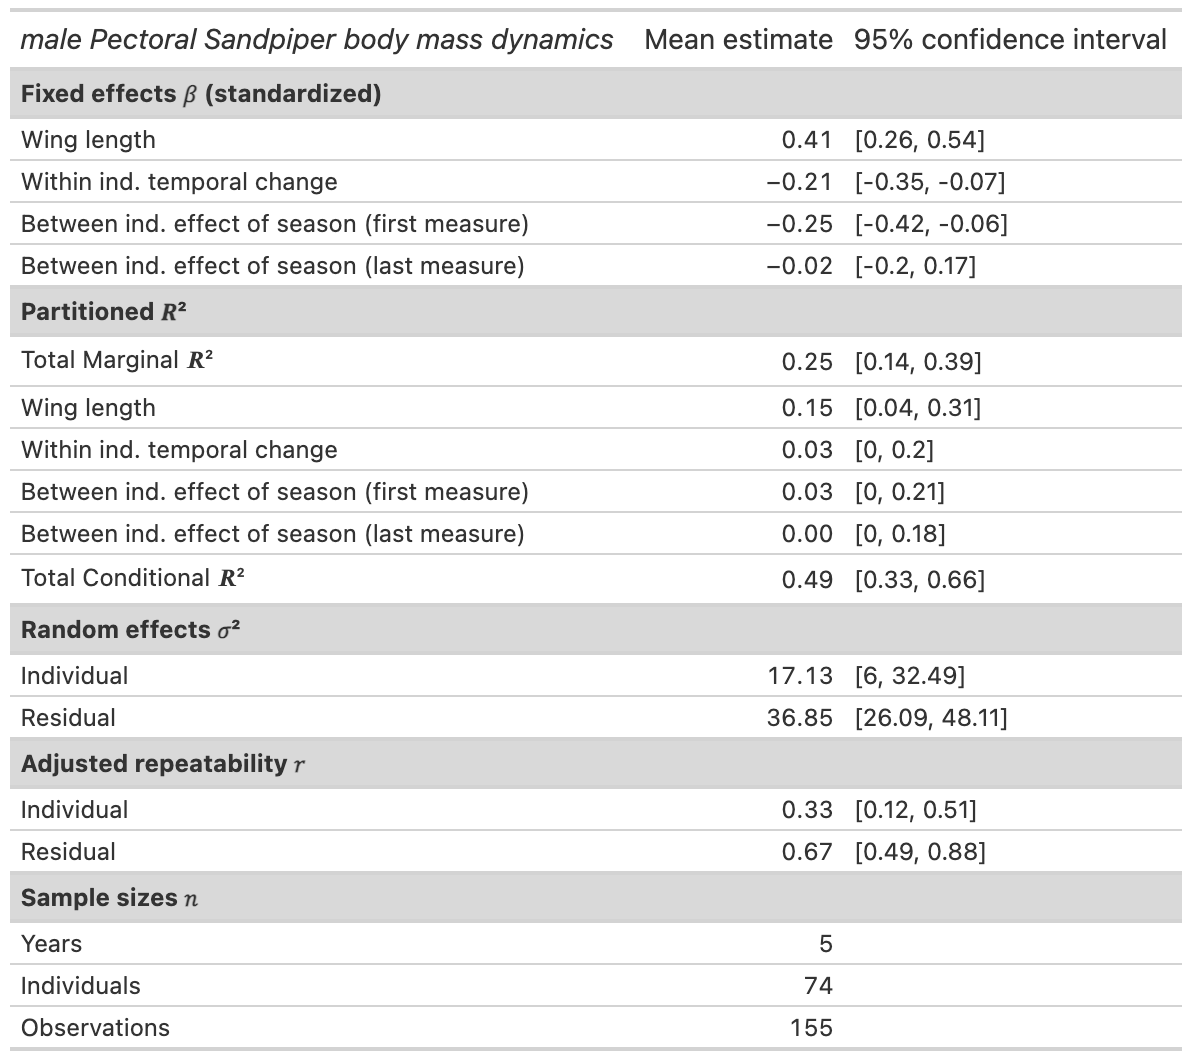 male Pectoral Sandpiper body mass dynamics Mean estimate 95% confidence interval
Fixed effects β (standardized)
Wing length 0.41 [0.26, 0.54]
Within ind. temporal change −0.21 [-0.35, -0.07]
Between ind. effect of season (first measure) −0.25 [-0.42, -0.06]
Between ind. effect of season (last measure) −0.02 [-0.2, 0.17]
Partitioned R²
Total Marginal R² 0.25 [0.14, 0.39]
Wing length 0.15 [0.04, 0.31]
Within ind. temporal change 0.03 [0, 0.2]
Between ind. effect of season (first measure) 0.03 [0, 0.21]
Between ind. effect of season (last measure) 0.00 [0, 0.18]
Total Conditional R² 0.49 [0.33, 0.66]
Random effects σ²
Individual 17.13 [6, 32.49]
Residual 36.85 [26.09, 48.11]
Adjusted repeatability r
Individual 0.33 [0.12, 0.51]
Residual 0.67 [0.49, 0.88]
Sample sizes n
Years 5
Individuals 74
Observations 155